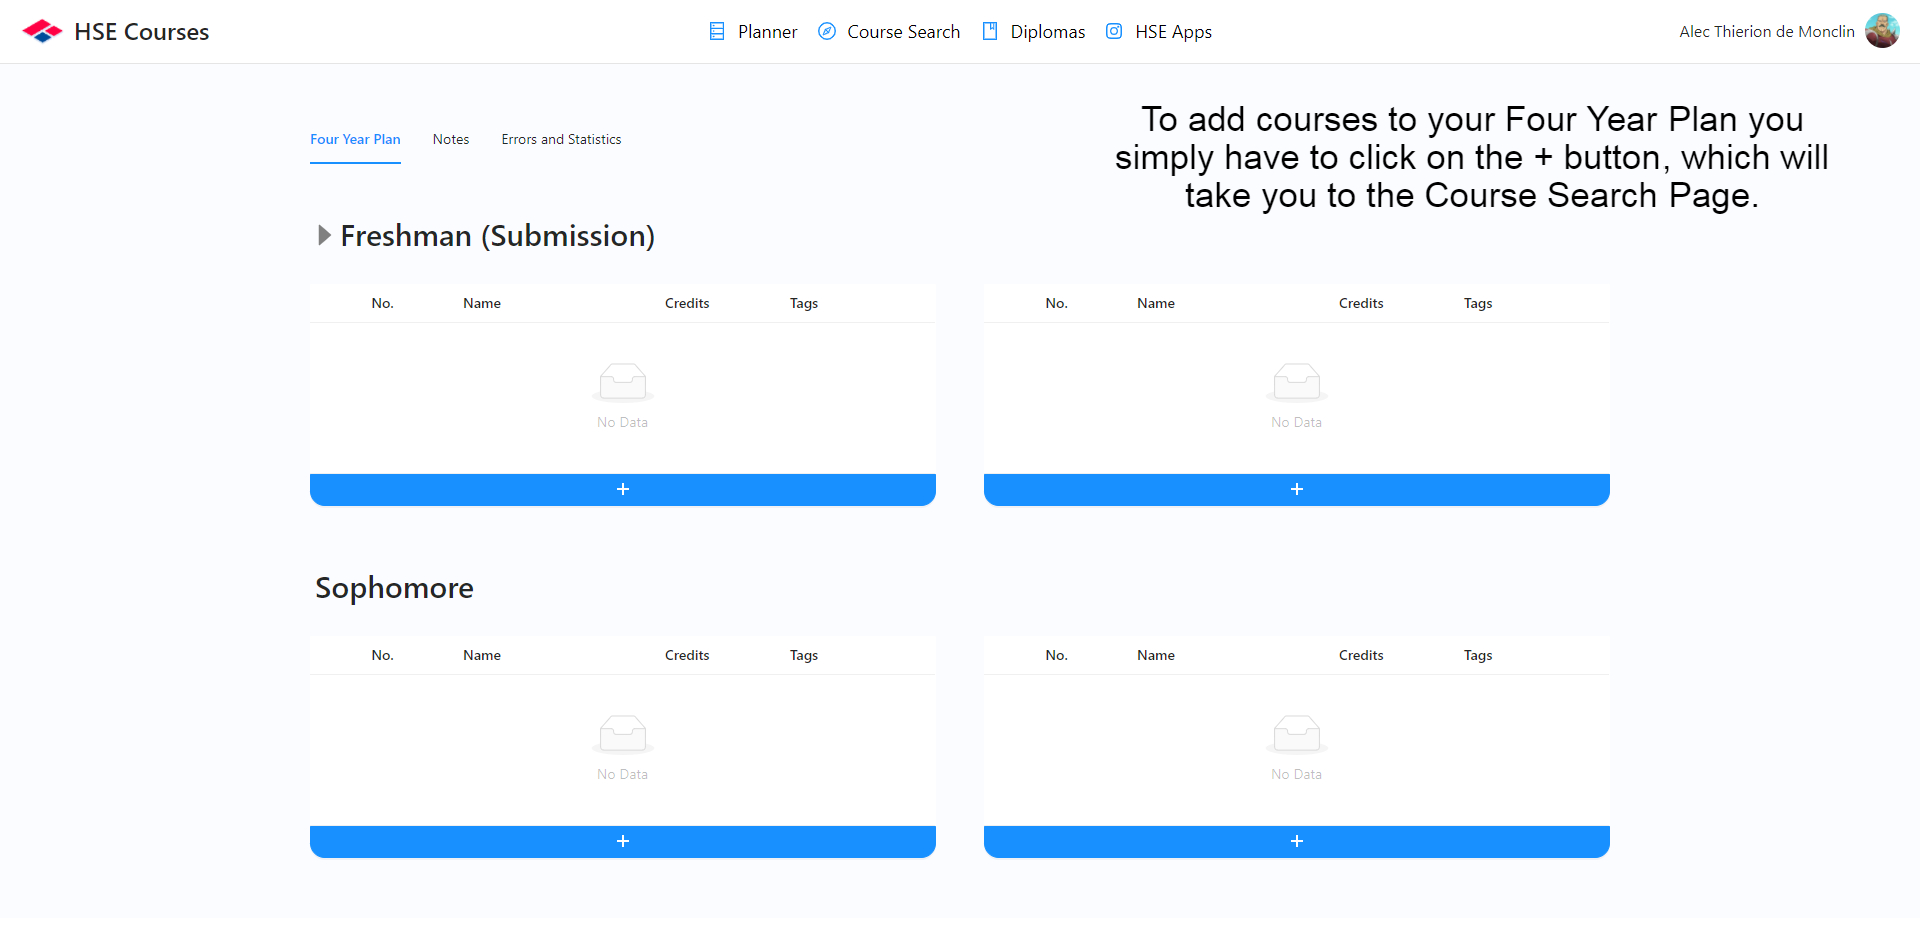 HSE Courses
Planner
Course Search
Diplomas
HSE Apps
Alec Thierion de Monclin
Four Year Plan
Notes
Errors and Statistics
To add courses to your Four Year Plan you
simply have to click on the + button, which will
take you to the Course Search Page.
Freshman (Submission)
No. Name Credits Tags
No Data
+
No. Name Credits Tags
No Data
+
Sophomore
No. Name Credits Tags
No Data
+
No. Name Credits Tags
No Data
+